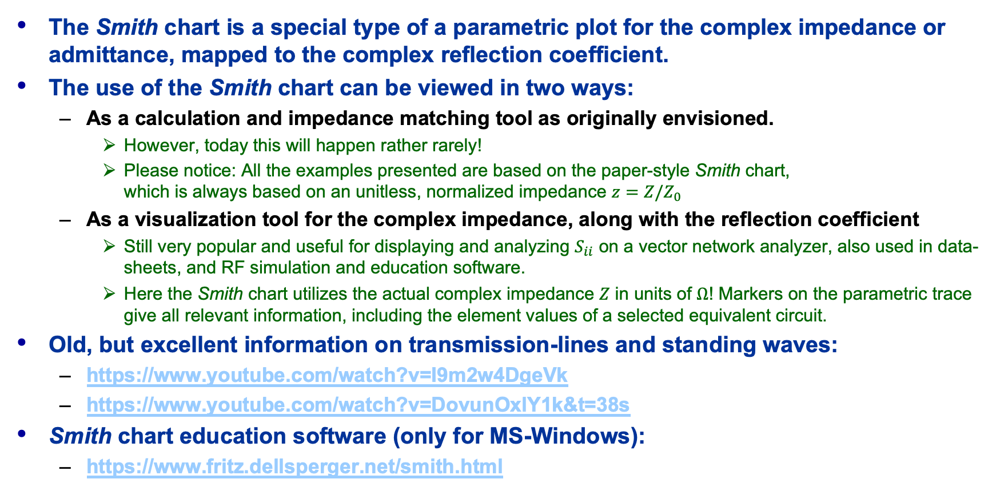 • The Smith chart is a special type of a parametric plot for the complex impedance or
admittance, mapped to the complex reflection coefficient.
• The use of the Smith chart can be viewed in two ways:
– As a calculation and impedance matching tool as originally envisioned.
➢ However, today this will happen rather rarely!
➢ Please notice: All the examples presented are based on the paper-style Smith chart,
which is always based on an unitless, normalized impedance z = Z/Z₀
– As a visualization tool for the complex impedance, along with the reflection coefficient
➢ Still very popular and useful for displaying and analyzing Sᵢᵢ on a vector network analyzer, also used in data-
sheets, and RF simulation and education software.
➢ Here the Smith chart utilizes the actual complex impedance Z in units of Ω! Markers on the parametric trace
give all relevant information, including the element values of a selected equivalent circuit.
• Old, but excellent information on transmission-lines and standing waves:
– https://www.youtube.com/watch?v=I9m2w4DgeVk
– https://www.youtube.com/watch?v=DovunOxlY1k&t=38s
• Smith chart education software (only for MS-Windows):
– https://www.fritz.dellsperger.net/smith.html